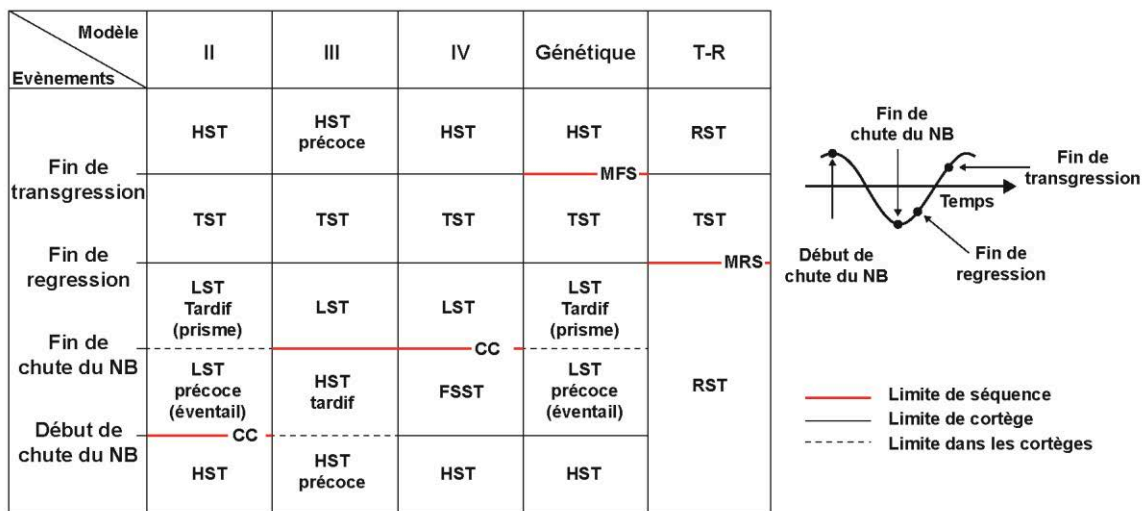 Modèle
Evènements
II
III
IV
Génétique
T-R
HST
HST
précoce
HST
HST
RST
Fin de
transgression
MFS
TST
TST
TST
TST
TST
Fin de
regression
MRS
LST
Tardif
(prisme)
LST
LST
LST
Tardif
(prisme)
Fin de
chute du NB
CC
LST
précoce
(éventail)
HST
tardif
FSST
LST
précoce
(éventail)
RST
Début de
chute du NB
CC
HST
HST
précoce
HST
HST
Fin de
chute du NB
Fin de
transgression
Temps
Début de
chute du NB
Fin de
regression
Limite de séquence
Limite de cortège
Limite dans les cortéges